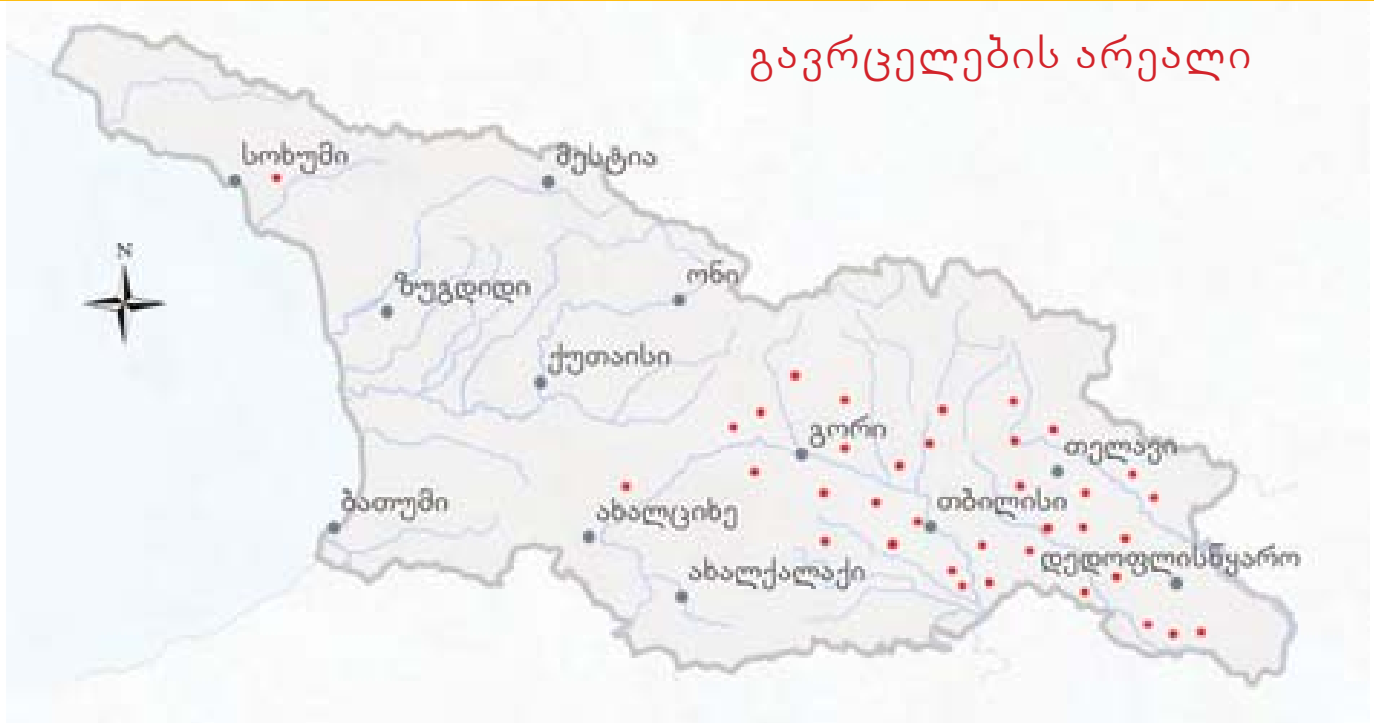 გავრცელების არეალი
სოხუმი
მესტია
N
ზუგდიდი
ონი
ქუთაისი
გორი
თელავი
ბათუმი
ახალციხე
თბილისი
დედოფლისწყარო
ახალქალაქი